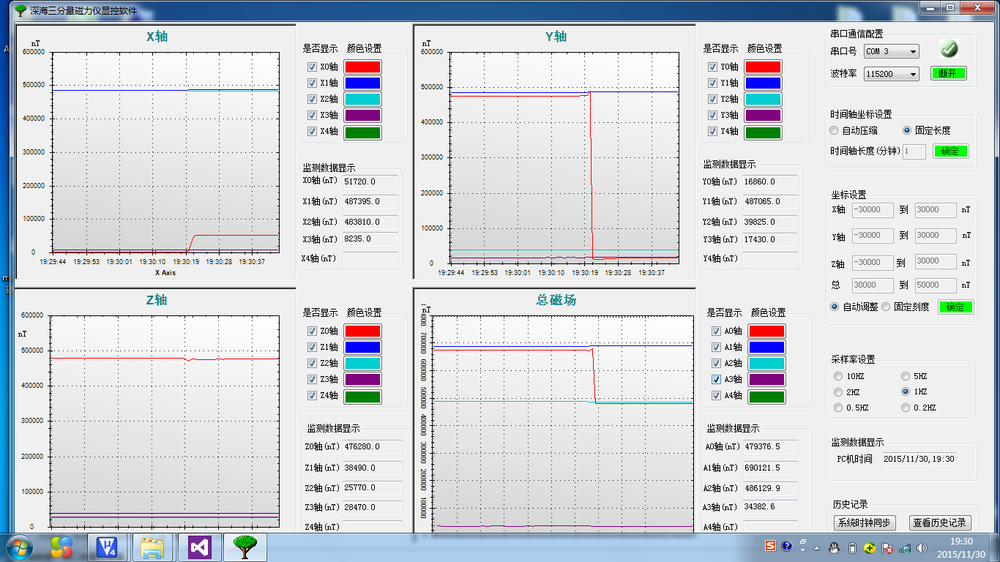 深海三分量磁力仪显控软件
X轴
nT
600000
500000
400000
300000
200000
100000
0
19:29:44 19:29:53 19:30:01 19:30:10 19:30:19 19:30:28 19:30:37
X Axis
是否显示 颜色设置
X0轴
X1轴
X2轴
X3轴
X4轴
监测数据显示
X0轴(nT) 51720.0
X1轴(nT) 487395.0
X2轴(nT) 483810.0
X3轴(nT) 8235.0
X4轴(nT)
Y轴
nT
600000
500000
400000
300000
200000
100000
0
19:29:44 19:29:53 19:30:01 19:30:10 19:30:19 19:30:28 19:30:37
是否显示 颜色设置
Y0轴
Y1轴
Y2轴
Y3轴
Y4轴
监测数据显示
Y0轴(nT) 16860.0
Y1轴(nT) 487065.0
Y2轴(nT) 39825.0
Y3轴(nT) 17430.0
Y4轴(nT)
Z轴
600000
nT
500000
400000
300000
200000
100000
0
是否显示 颜色设置
Z0轴
Z1轴
Z2轴
Z3轴
Z4轴
监测数据显示
Z0轴(nT) 476280.0
Z1轴(nT) 38490.0
Z2轴(nT) 25770.0
Z3轴(nT) 28470.0
Z4轴(nT)
总磁场
nT
700000
600000
500000
400000
300000
200000
100000
是否显示 颜色设置
A0轴
A1轴
A2轴
A3轴
A4轴
监测数据显示
A0轴(nT) 479376.5
A1轴(nT) 690121.5
A2轴(nT) 486129.9
A3轴(nT) 34382.6
A4轴(nT)
串口通信配置
串口号 COM 3
波特率 115200 断开
时间轴坐标设置
自动压缩 固定长度
时间轴长度(分钟) 1 确定
坐标设置
X轴 -30000 到 30000 nT
Y轴 -30000 到 30000 nT
Z轴 -30000 到 30000 nT
总 30000 到 50000 nT
自动调整 固定刻度 确定
采样率设置
10HZ 5HZ
2HZ 1HZ
0.5HZ 0.2HZ
监测数据显示
PC机时间 2015/11/30,19:30
历史记录
系统时钟同步 查看历史记录
19:30
2015/11/30